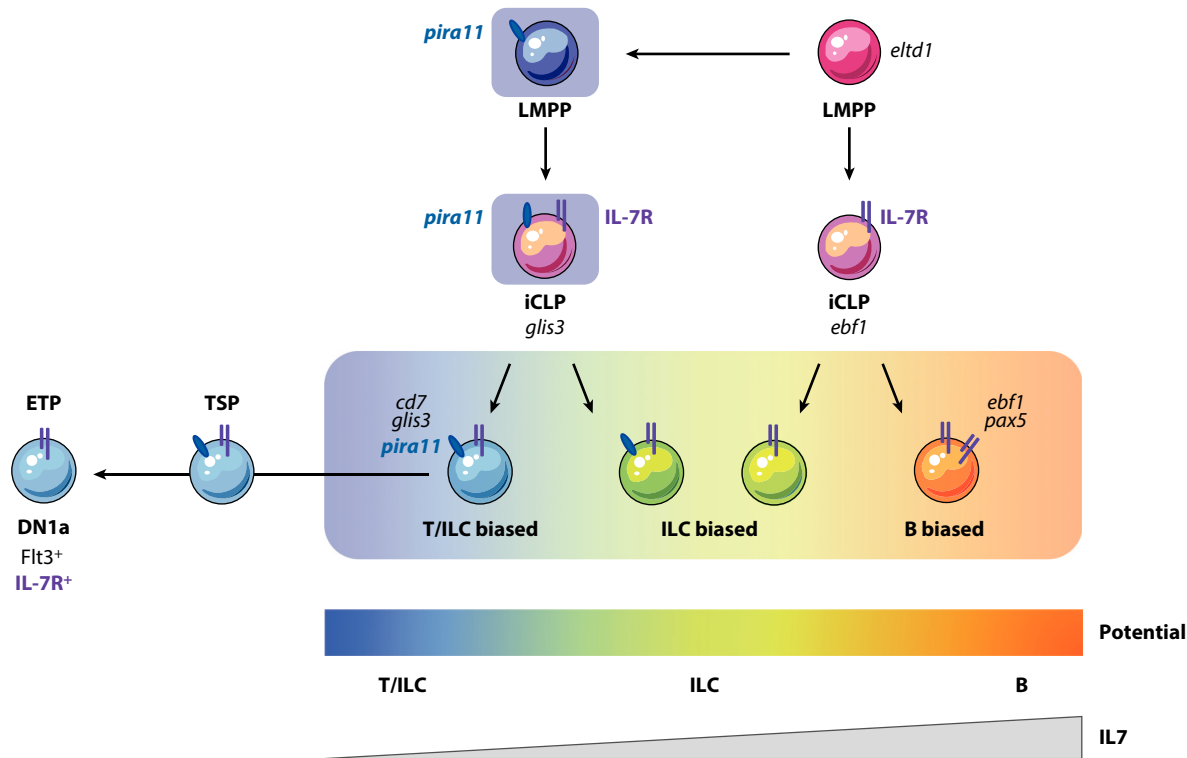 pira11
eltd1
LMPP
LMPP
pira11
IL-7R
IL-7R
iCLP
glis3
iCLP
ebf1
ETP
TSP
cd7
glis3
pira11
ebf1
pax5
DN1a
Flt3⁺
IL-7R⁺
T/ILC biased
ILC biased
B biased
Potential
T/ILC
ILC
B
IL7